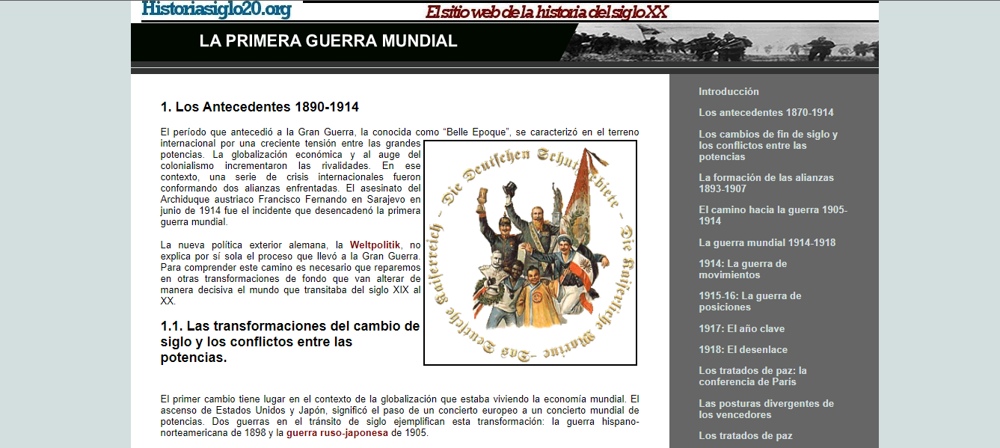 Historiasiglo20.org
El sitio web de la historia del siglo XX
LA PRIMERA GUERRA MUNDIAL
1. Los Antecedentes 1890-1914
El período que antecedió a la Gran Guerra, la conocida como “Belle Epoque”, se caracterizó en el terreno
internacional por una creciente tensión entre las grandes
potencias. La globalización económica y al auge del
colonialismo incrementaron las rivalidades. En ese
contexto, una serie de crisis internacionales fueron
conformando dos alianzas enfrentadas. El asesinato del
Archiduque austriaco Francisco Fernando en Sarajevo en
junio de 1914 fue el incidente que desencadenó la primera
guerra mundial.
La nueva política exterior alemana, la Weltpolitik, no
explica por sí sola el proceso que llevó a la Gran Guerra.
Para comprender este camino es necesario que reparemos
en otras transformaciones de fondo que van alterar de
manera decisiva el mundo que transitaba del siglo XIX al
XX.
Die Deutschen Schutzgebiete - Die Kaiserliche Marine - Das Deutsche Kaiserreich -
1.1. Las transformaciones del cambio de
siglo y los conflictos entre las
potencias.
El primer cambio tiene lugar en el contexto de la globalización que estaba viviendo la economía mundial. El
ascenso de Estados Unidos y Japón, significó el paso de un concierto europeo a un concierto mundial de
potencias. Dos guerras en el tránsito de siglo ejemplifican esta transformación: la guerra hispano-
norteamericana de 1898 y la guerra ruso-japonesa de 1905.
Introducción
Los antecedentes 1870-1914
Los cambios de fin de siglo y
los conflictos entre las
potencias
La formación de las alianzas
1893-1907
El camino hacia la guerra 1905-
1914
La guerra mundial 1914-1918
1914: La guerra de
movimientos
1915-16: La guerra de
posiciones
1917: El año clave
1918: El desenlace
Los tratados de paz: la
conferencia de París
Las posturas divergentes de
los vencedores
Los tratados de paz